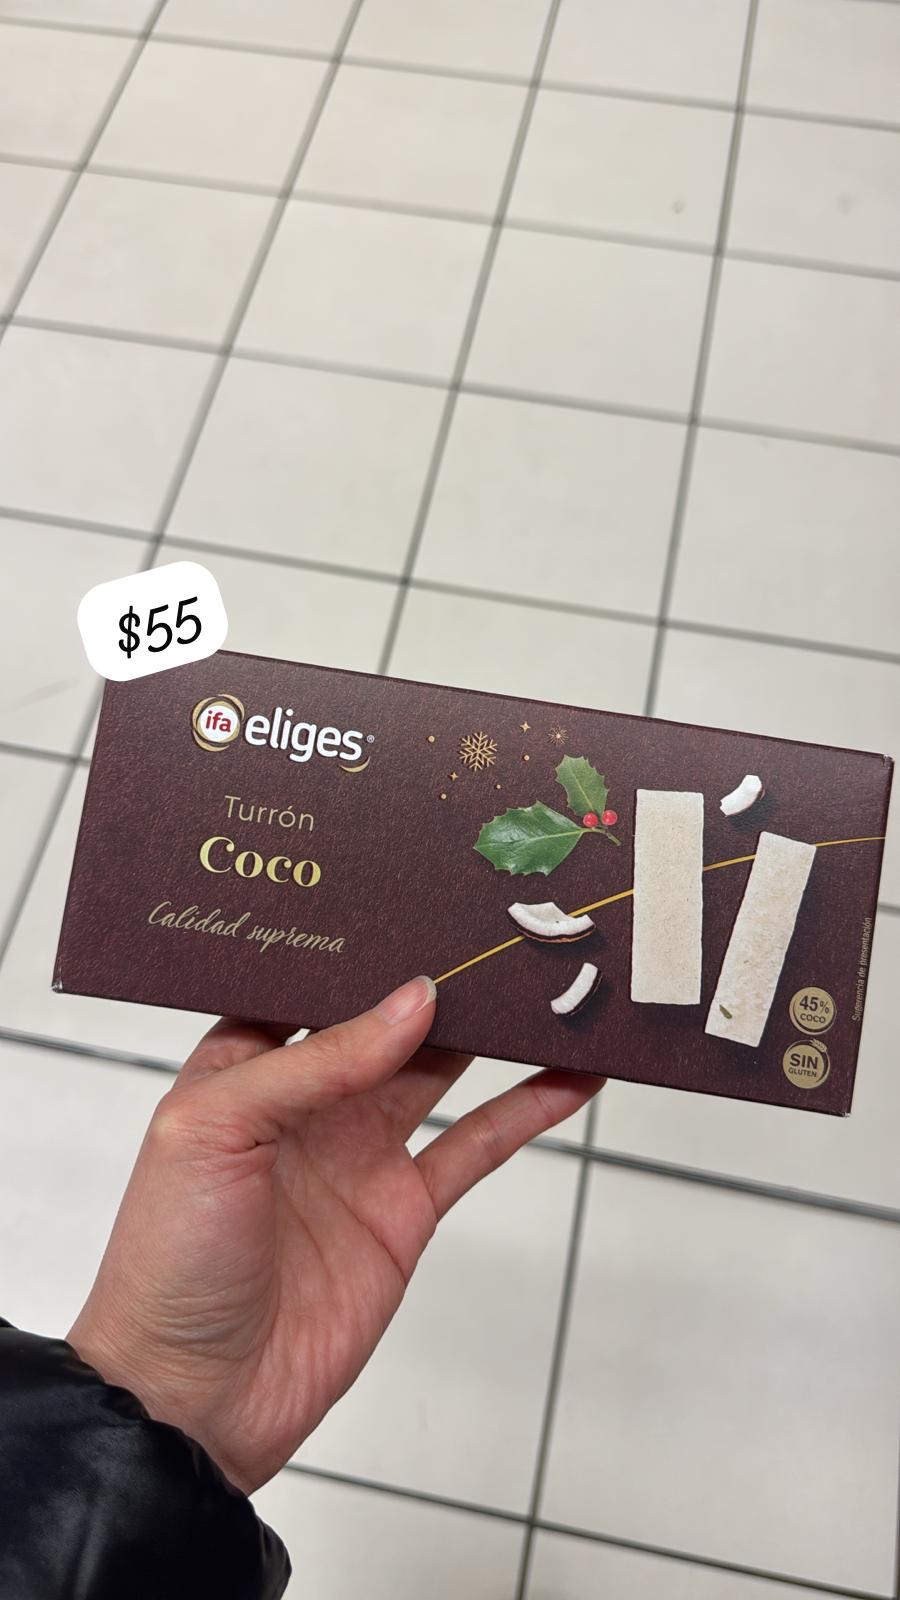 $55
ifa eliges®
Turrón
Coco
Calidad suprema
45%
COCO
SIN
GLUTEN
Sugerencia de presentación